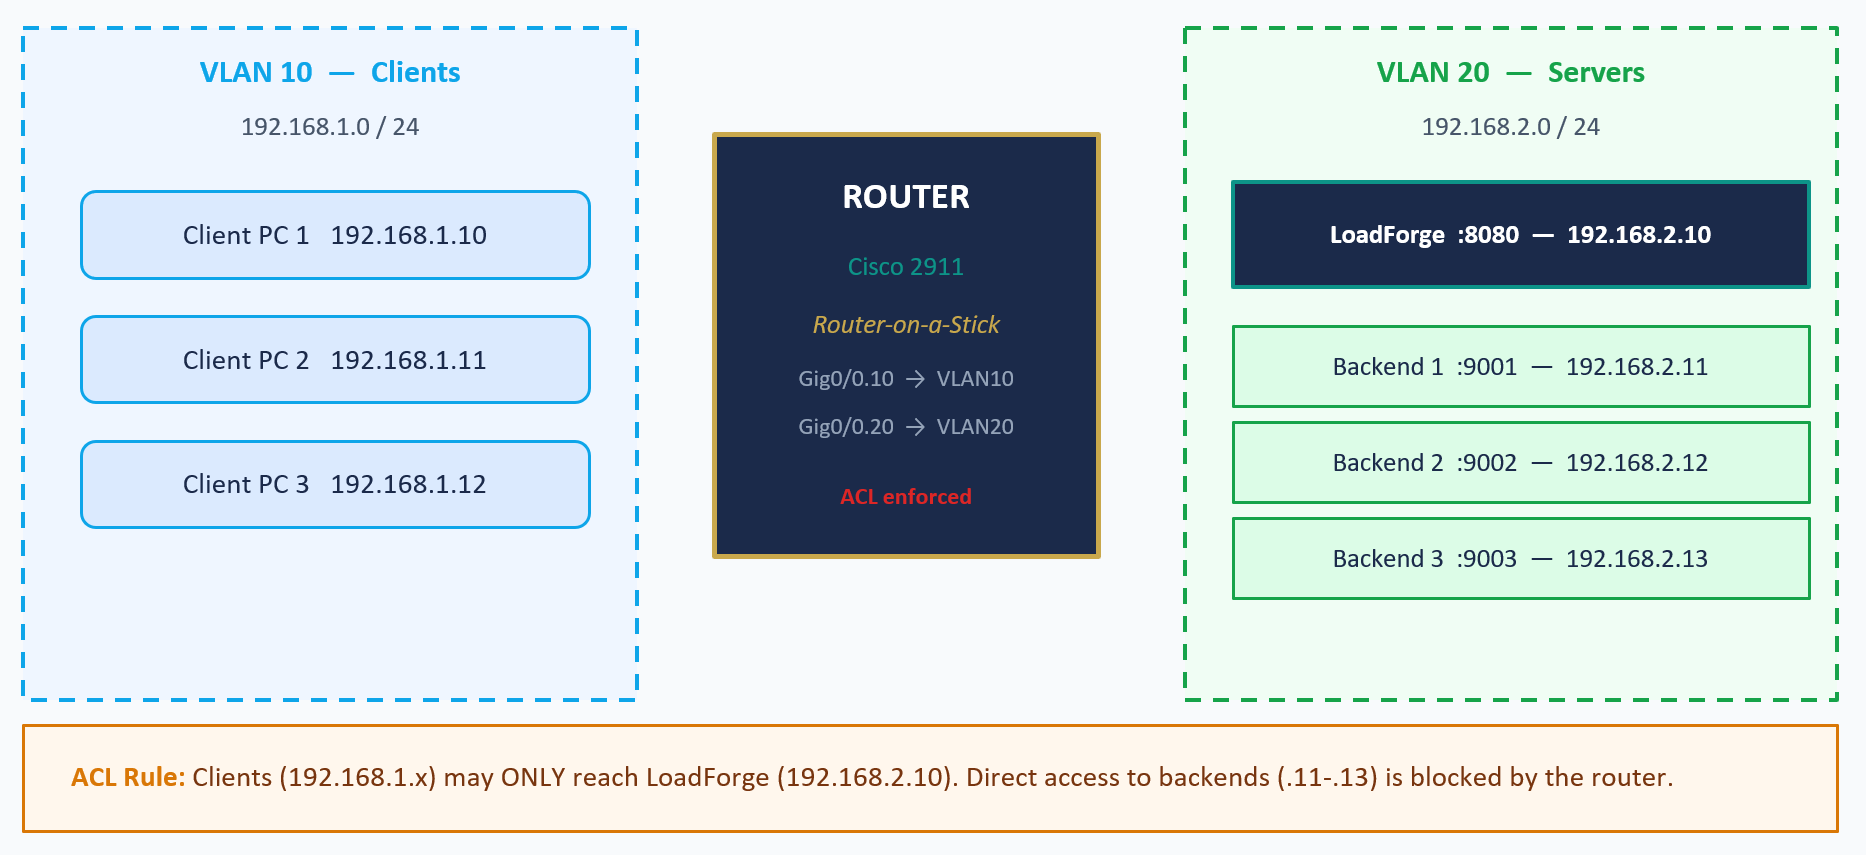 VLAN 10 — Clients
192.168.1.0 / 24
Client PC 1 192.168.1.10
Client PC 2 192.168.1.11
Client PC 3 192.168.1.12
ROUTER
Cisco 2911
Router-on-a-Stick
Gig0/0.10 → VLAN10
Gig0/0.20 → VLAN20
ACL enforced
VLAN 20 — Servers
192.168.2.0 / 24
LoadForge :8080 — 192.168.2.10
Backend 1 :9001 — 192.168.2.11
Backend 2 :9002 — 192.168.2.12
Backend 3 :9003 — 192.168.2.13
ACL Rule: Clients (192.168.1.x) may ONLY reach LoadForge (192.168.2.10). Direct access to backends (.11-.13) is blocked by the router.